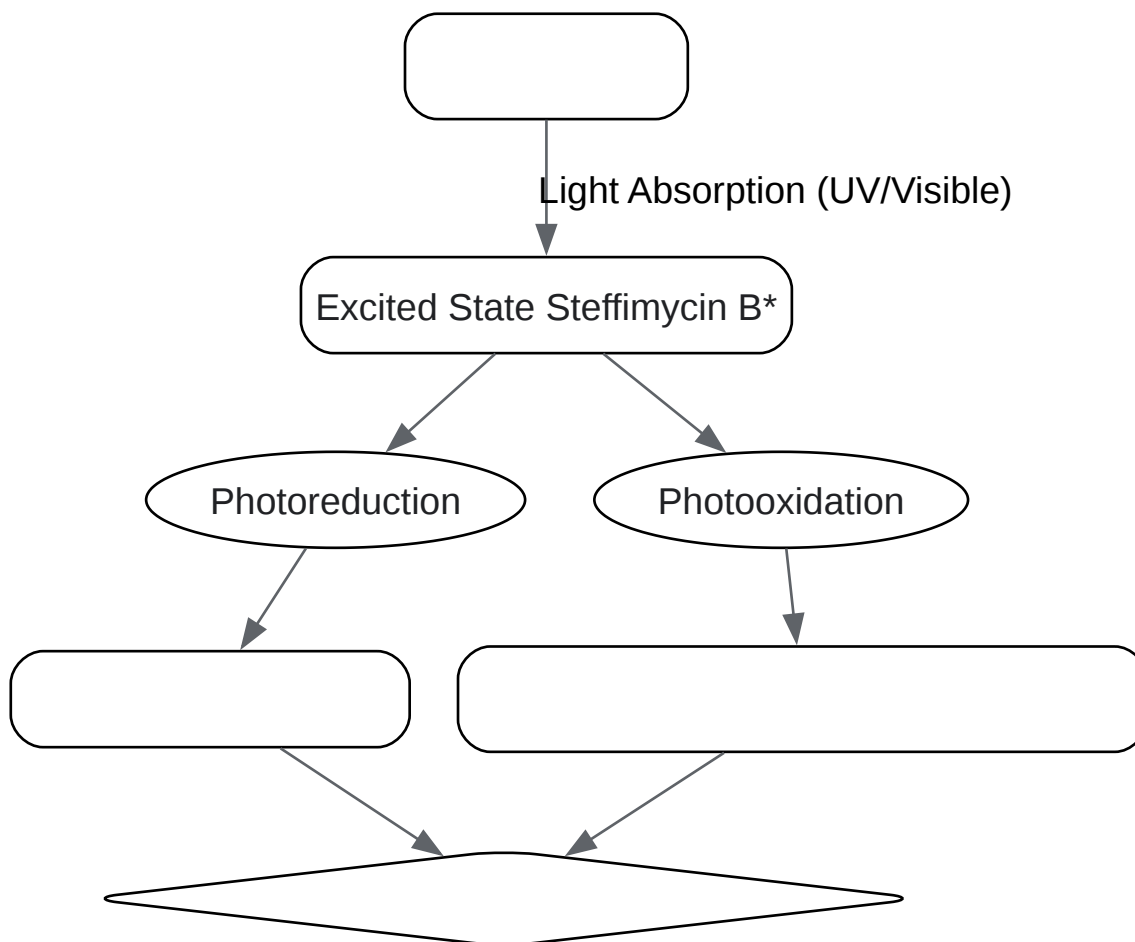 Light Absorption (UV/Visible)
Excited State Steffimycin B*
Photoreduction
Photooxidation